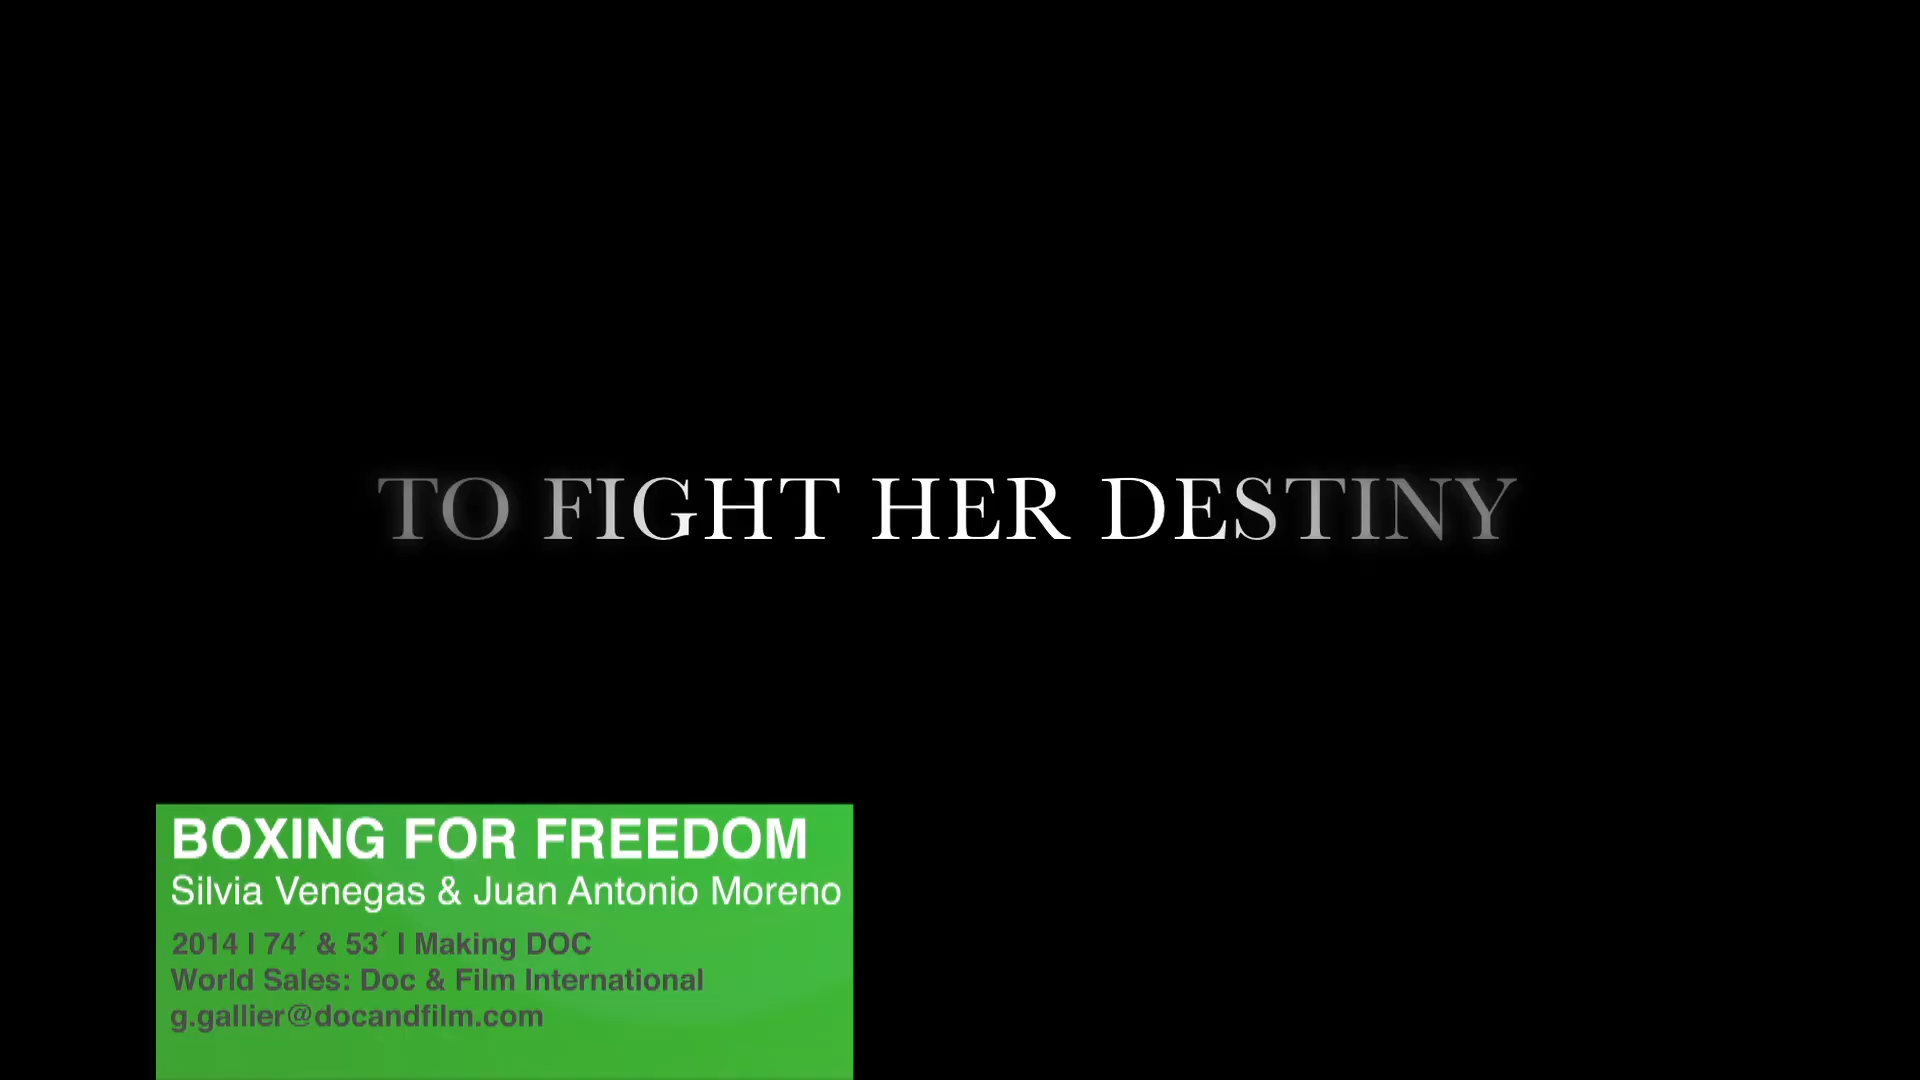 TO FIGHT HER DESTINY
BOXING FOR FREEDOM
Silvia Venegas & Juan Antonio Moreno
2014 I 74´ & 53´ I Making DOC
World Sales: Doc & Film International
g.gallier@docandfilm.com